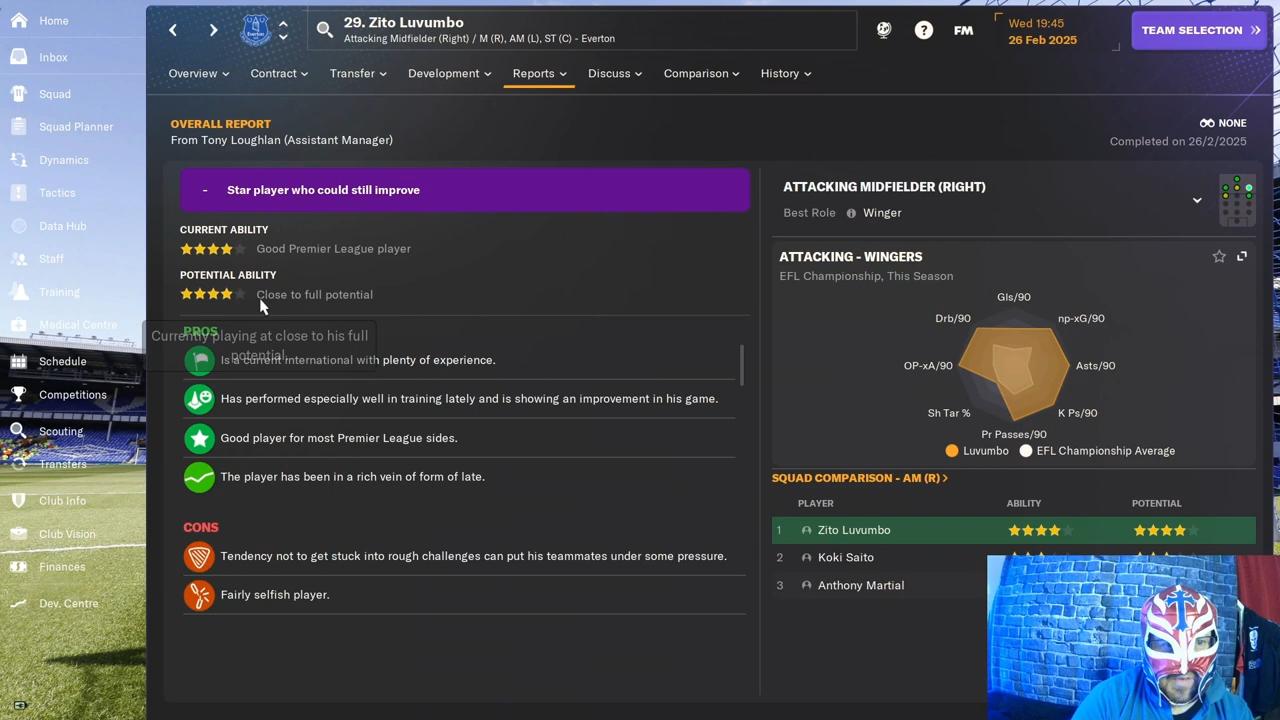 Home
Inbox
Squad
Squad Planner
Dynamics
Tactics
Data Hub
Staff
Training
Medical Centre
Schedule
Competitions
Scouting
Transfers
Club Info
Club Vision
Finances
Dev. Centre
Everton
29. Zito Luvumbo
Attacking Midfielder (Right) / M (R), AM (L), ST (C) - Everton
?
FM
Wed 19:45
26 Feb 2025
TEAM SELECTION
Overview
Contract
Transfer
Development
Reports
Discuss
Comparison
History
OVERALL REPORT
From Tony Loughlan (Assistant Manager)
NONE
Completed on 26/2/2025
- Star player who could still improve
CURRENT ABILITY
Good Premier League player
POTENTIAL ABILITY
Close to full potential
PROS
Currently playing at close to his full
potential
Is a current international with plenty of experience.
Has performed especially well in training lately and is showing an improvement in his game.
Good player for most Premier League sides.
The player has been in a rich vein of form of late.
CONS
Tendency not to get stuck into rough challenges can put his teammates under some pressure.
Fairly selfish player.
ATTACKING MIDFIELDER (RIGHT)
Best Role
Winger
ATTACKING - WINGERS
EFL Championship, This Season
Gls/90
np-xG/90
Asts/90
K Ps/90
Pr Passes/90
Sh Tar %
OP-xA/90
Drb/90
Luvumbo
EFL Championship Average
SQUAD COMPARISON - AM (R) >
PLAYER ABILITY POTENTIAL
1 Zito Luvumbo
2 Koki Saito
3 Anthony Martial